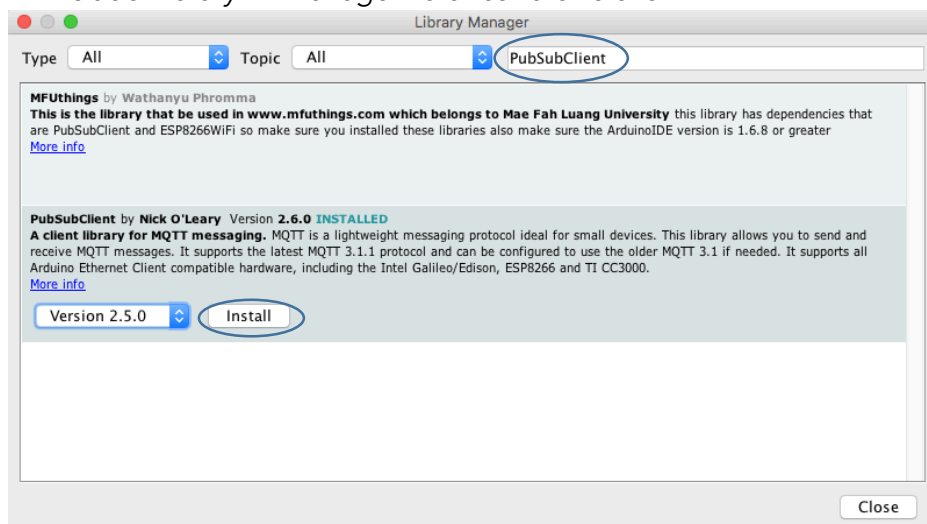 Library Manager
Type All Topic All PubSubClient
MFUthings by Wathanyu Phromma
This is the library that be used in www.mfuthings.com which belongs to Mae Fah Luang University this library has dependencies that
are PubSubClient and ESP8266WiFi so make sure you installed these libraries also make sure the ArduinoIDE version is 1.6.8 or greater
More info
PubSubClient by Nick O'Leary Version 2.6.0 INSTALLED
A client library for MQTT messaging. MQTT is a lightweight messaging protocol ideal for small devices. This library allows you to send and
receive MQTT messages. It supports the latest MQTT 3.1.1 protocol and can be configured to use the older MQTT 3.1 if needed. It supports all
Arduino Ethernet Client compatible hardware, including the Intel Galileo/Edison, ESP8266 and TI CC3000.
More info
Version 2.5.0 Install
Close